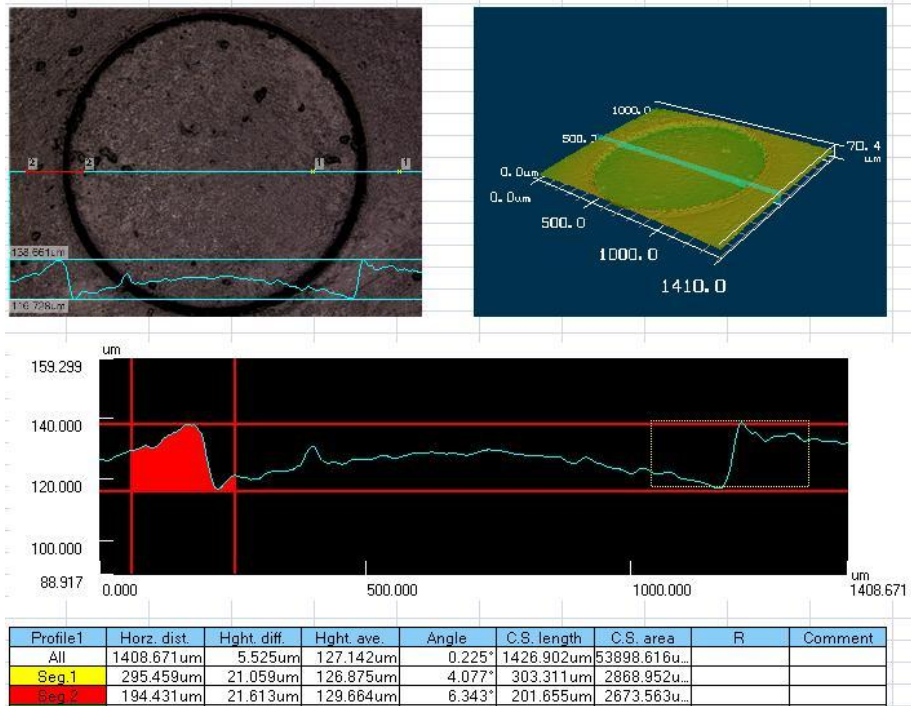 2
2
1
1
138.661um
116.728um
1000.0
500.0
0.0um
0.0um
500.0
1000.0
1410.0
70.4
um
um
159.299
140.000
120.000
100.000
88.917
0.000
500.000
1000.000
um
1408.671
Profile1 Horz. dist. Hght. diff. Hght. ave. Angle C.S. length C.S. area R Comment
All 1408.671um 5.525um 127.142um 0.225° 1426.902um 53898.616u...
Seg.1 295.459um 21.059um 126.875um 4.077° 303.311um 2868.952u...
Seg.2 194.431um 21.613um 129.664um 6.343° 201.655um 2673.563u...